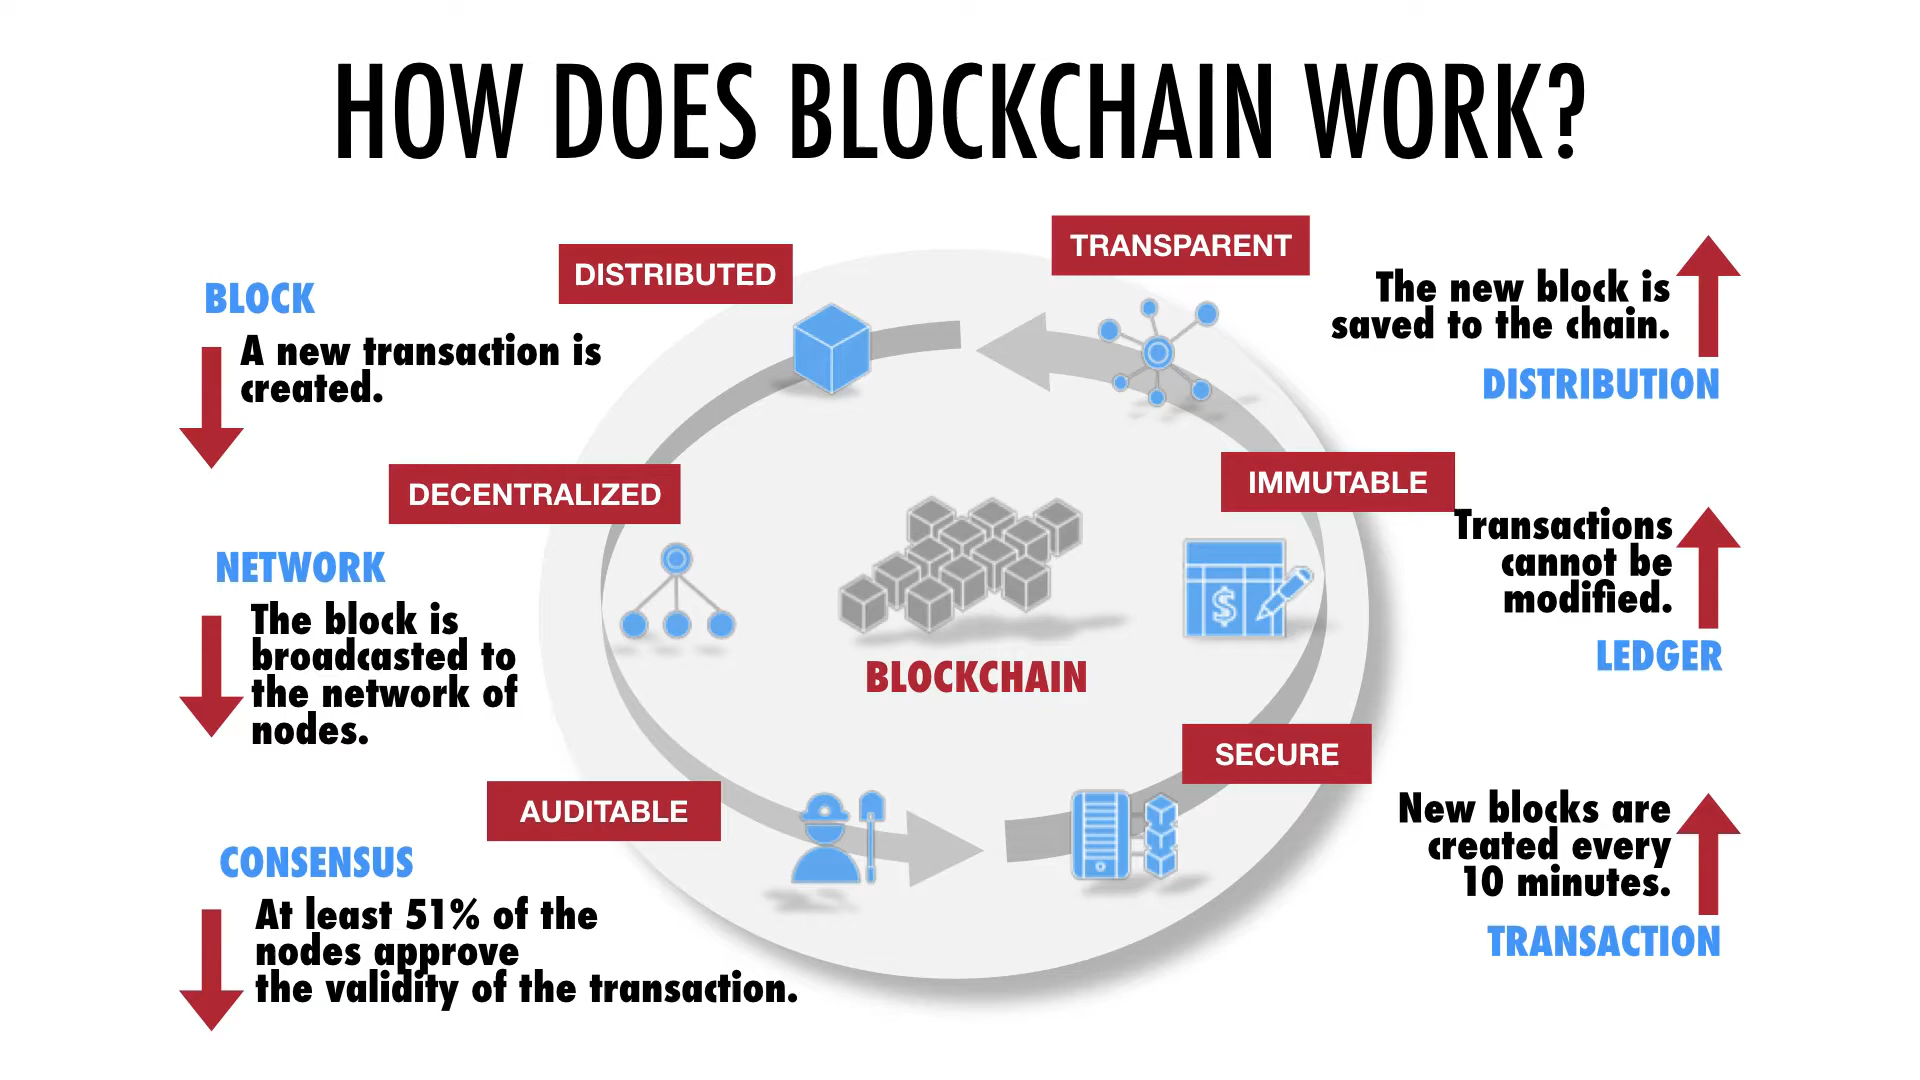 HOW DOES BLOCKCHAIN WORK?
DISTRIBUTED
BLOCK
A new transaction is
created.
DECENTRALIZED
NETWORK
The block is
broadcasted to
the network of
nodes.
AUDITABLE
CONSENSUS
At least 51% of the
nodes approve
the validity of the transaction.
BLOCKCHAIN
$
TRANSPARENT
The new block is
saved to the chain.
DISTRIBUTION
IMMUTABLE
Transactions
cannot be
modified.
LEDGER
SECURE
New blocks are
created every
10 minutes.
TRANSACTION